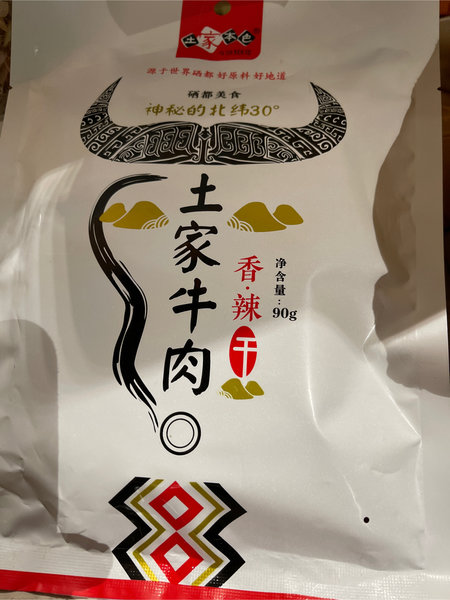 土家本色
源于世界硒都 好原料 好地道
硒都美食
神秘的北纬30°
土家牛肉
香·辣
干
净含量：90g